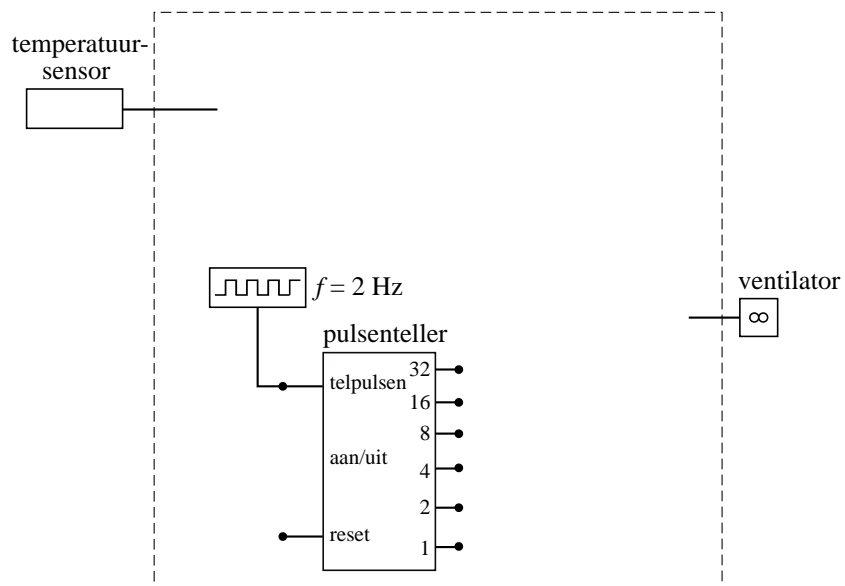 temperatuur-
sensor
f = 2 Hz
ventilator
∞
pulsenteller
telpulsen
32
16
8
aan/uit
4
2
reset
1